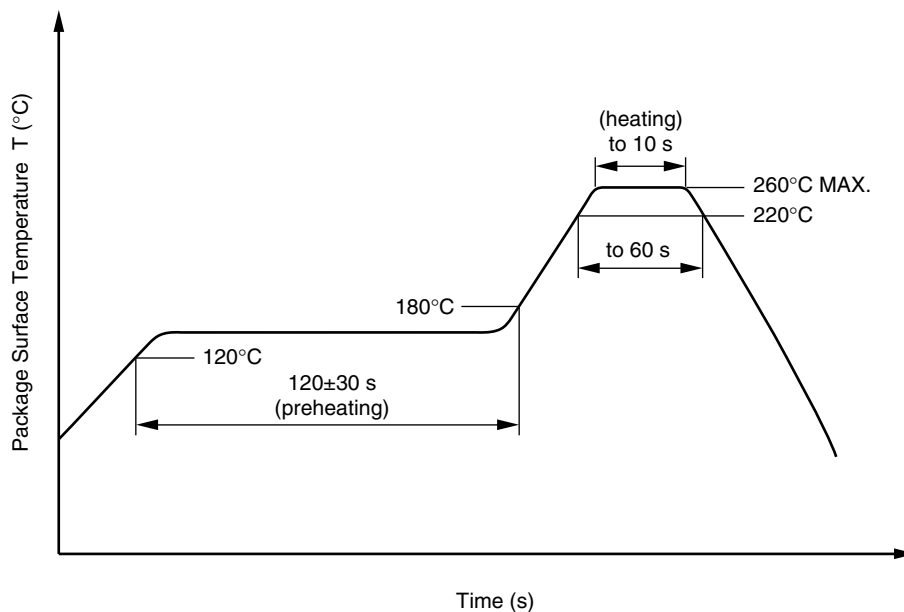 Package Surface Temperature T (°C)
(heating)
to 10 s
260°C MAX.
220°C
to 60 s
180°C
120°C
120±30 s
(preheating)
Time (s)